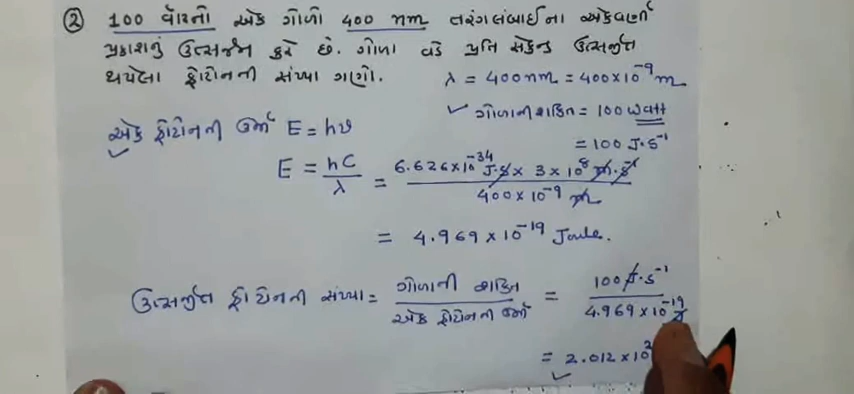 ② 100 વોટનો એક ગોળો 400 nm તરંગલંબાઈના એકવર્ણી
પ્રકાશનું ઉત્સર્જન કરે છે. ગોળા વડે પ્રતિ સેકન્ડ ઉત્સર્જીત
થયેલા ફોટોનની સંખ્યા ગણો.
λ = 400nm = 400×10⁻⁹ m
✓ ગોળાની શક્તિ = 100 Watt
= 100 J·s⁻¹
એક ફોટોનની ઊર્જા E = hν
E = hc/λ = 6.626×10⁻³⁴ J·s × 3×10⁸ m·s⁻¹ / 400×10⁻⁹ m
= 4.969×10⁻¹⁹ Joule.
ઉત્સર્જીત ફોટોનની સંખ્યા = ગોળાની શક્તિ / એક ફોટોનની ઊર્જા = 100 J·s⁻¹ / 4.969×10⁻¹⁹ J
= 2.012×10²